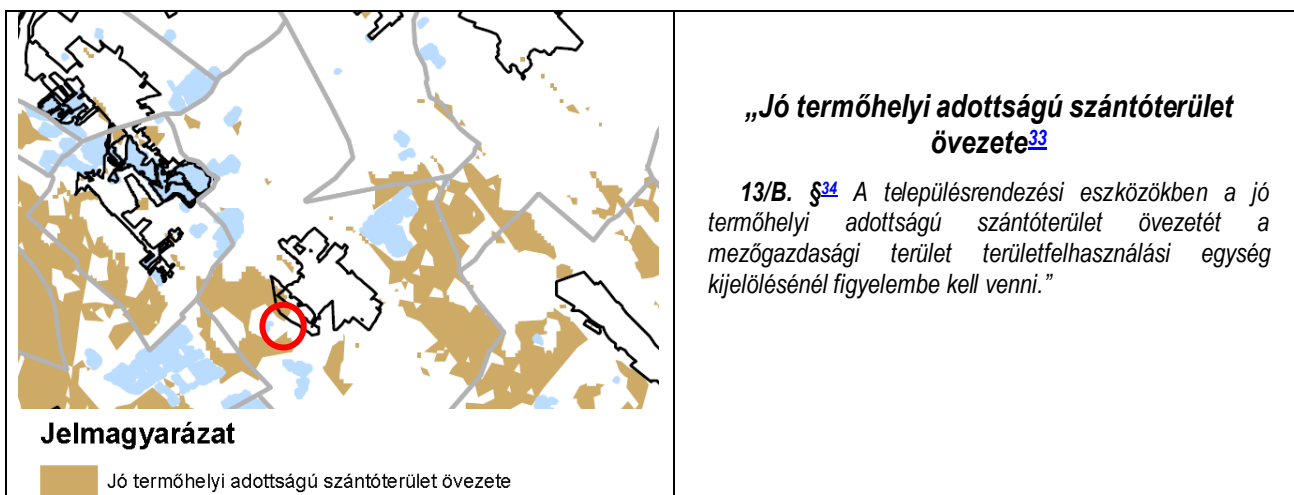 Jelmagyarázat
Jó termőhelyi adottságú szántóterület övezete
„Jó termőhelyi adottságú szántóterület
övezete33
13/B. §34 A településrendezési eszközökben a jó
termőhelyi adottságú szántóterület övezetét a
mezőgazdasági terület területfelhasználási egység
kijelölésénél figyelembe kell venni.”